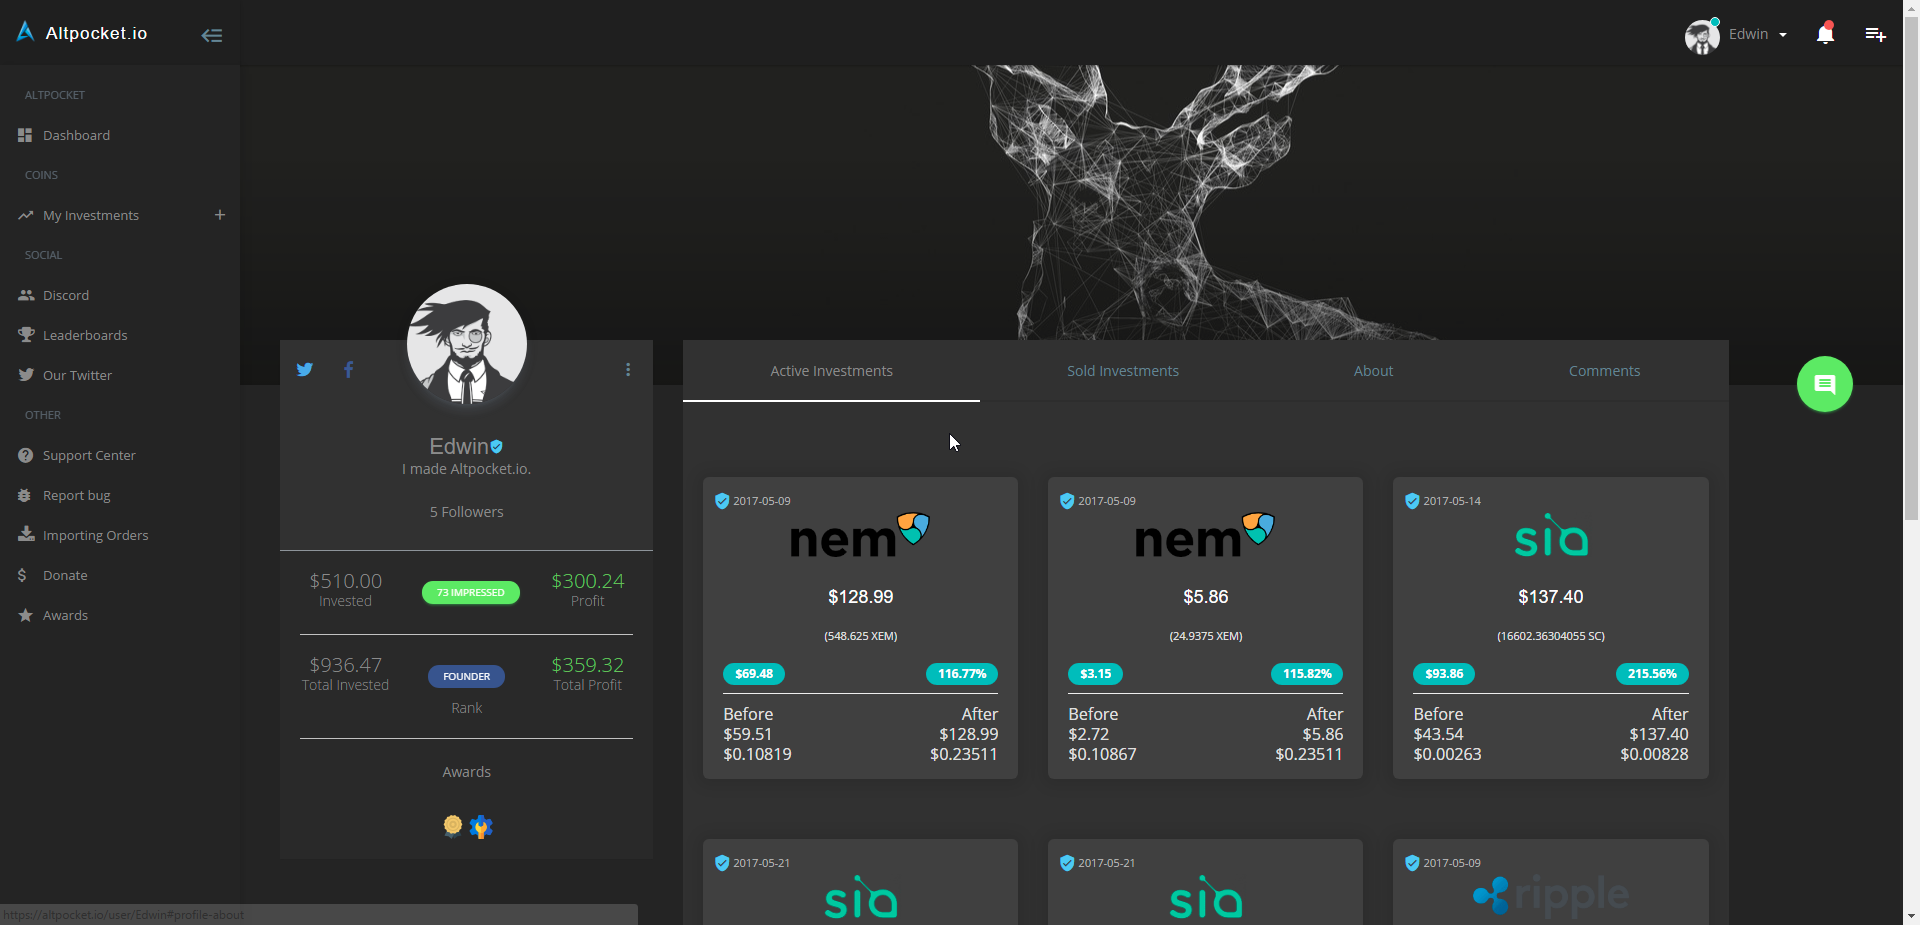 Altpocket.io
Edwin
ALTPOCKET
Dashboard
COINS
My Investments
SOCIAL
Discord
Leaderboards
Our Twitter
OTHER
Support Center
Report bug
Importing Orders
Donate
Awards
Edwin
I made Altpocket.io.
5 Followers
$510.00
Invested
73 IMPRESSED
$300.24
Profit
$936.47
Total Invested
FOUNDER
Rank
$359.32
Total Profit
Awards
Active Investments
Sold Investments
About
Comments
2017-05-09
nem
$128.99
(548.625 XEM)
$69.48 116.77%
Before After
$59.51 $128.99
$0.10819 $0.23511
2017-05-09
nem
$5.86
(24.9375 XEM)
$3.15 115.82%
Before After
$2.72 $5.86
$0.10867 $0.23511
2017-05-14
sia
$137.40
(16602.36304055 SC)
$93.86 215.56%
Before After
$43.54 $137.40
$0.00263 $0.00828
2017-05-21
sia
2017-05-21
sia
2017-05-09
ripple
https://altpocket.io/user/Edwin#profile-about